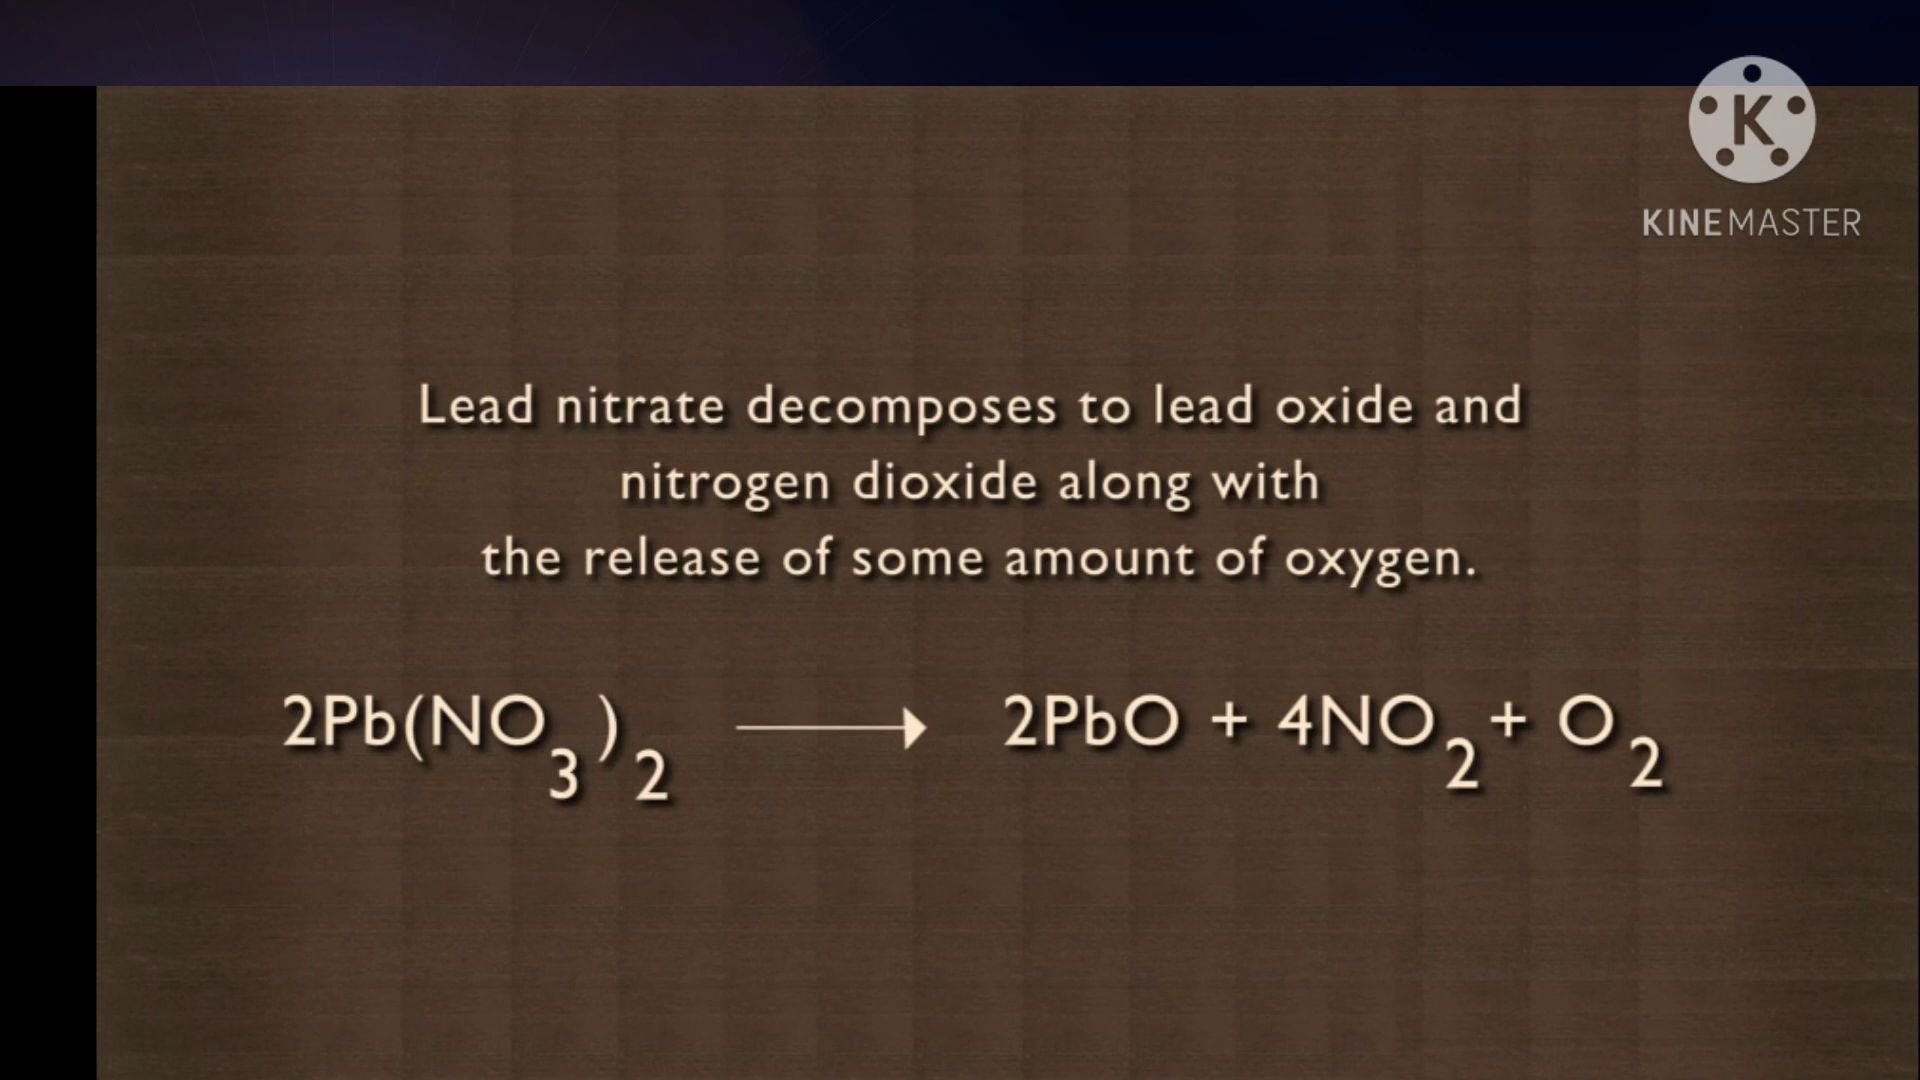 K
KINEMASTER
Lead nitrate decomposes to lead oxide and
nitrogen dioxide along with
the release of some amount of oxygen.
2Pb(NO3)2 → 2PbO + 4NO2 + O2